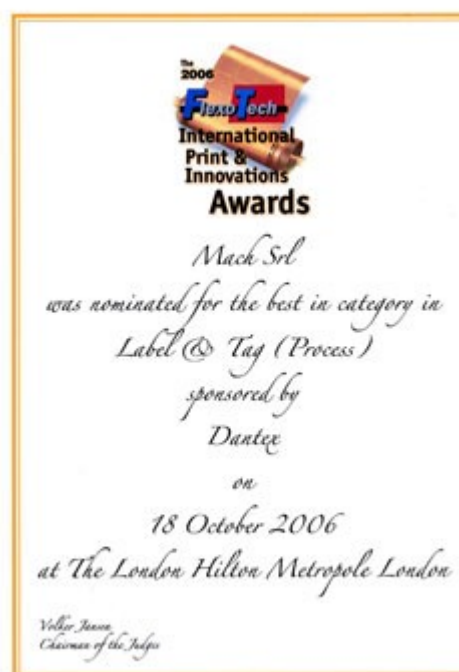 The
2006
FlexoTech
International
Print &
Innovations
Awards
Mach Srl
was nominated for the best in category in
Label & Tag (Process)
sponsored by
Dantex
on
18 October 2006
at The London Hilton Metropole London
Volker Jansen
Chairman of the Judges